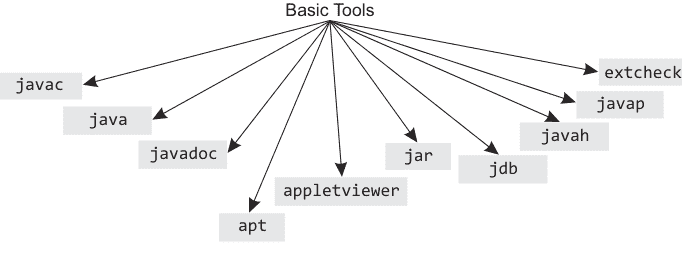 Basic Tools
javac
java
javadoc
apt
appletviewer
jar
jdb
javah
javap
extcheck